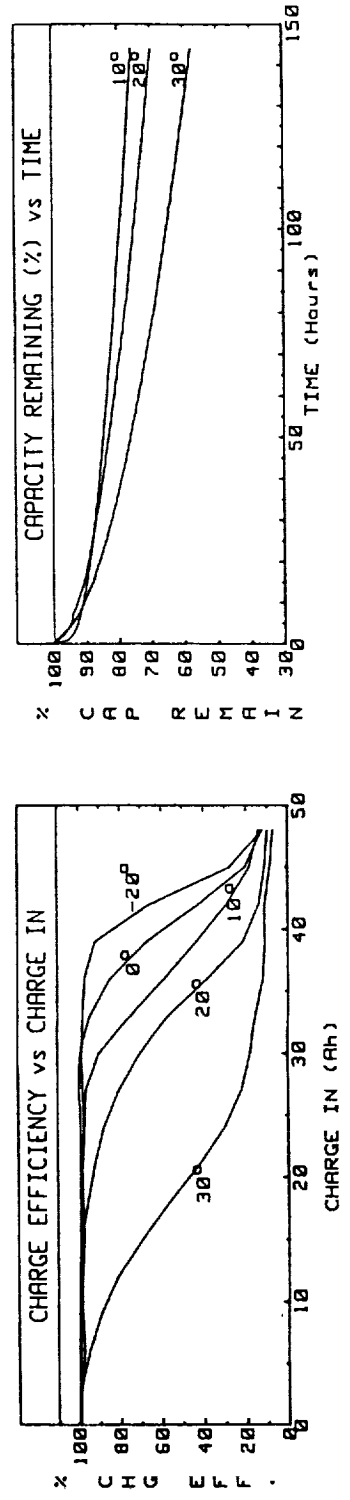 CHARGE EFFICIENCY vs CHARGE IN
% CHG EFF.
100
80
60
40
20
0
-20°
0°
10°
20°
30°
0 10 20 30 40 50
CHARGE IN (Ah)
CAPACITY REMAINING (%) vs TIME
% CAP REMAIN
100
90
80
70
60
50
40
30
10°
20°
30°
0 50 100 150
TIME (Hours)